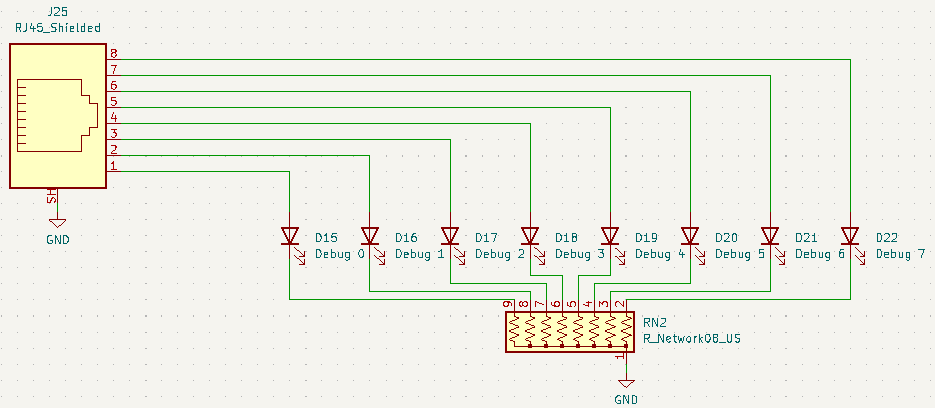 J25
RJ45_Shielded
8
7
6
5
4
3
2
1
SH
GND
D15
Debug 0
D16
Debug 1
D17
Debug 2
D18
Debug 3
D19
Debug 4
D20
Debug 5
D21
Debug 6
D22
Debug 7
9 8 7 6 5 4 3 2
RN2
R_Network08_US
1
GND